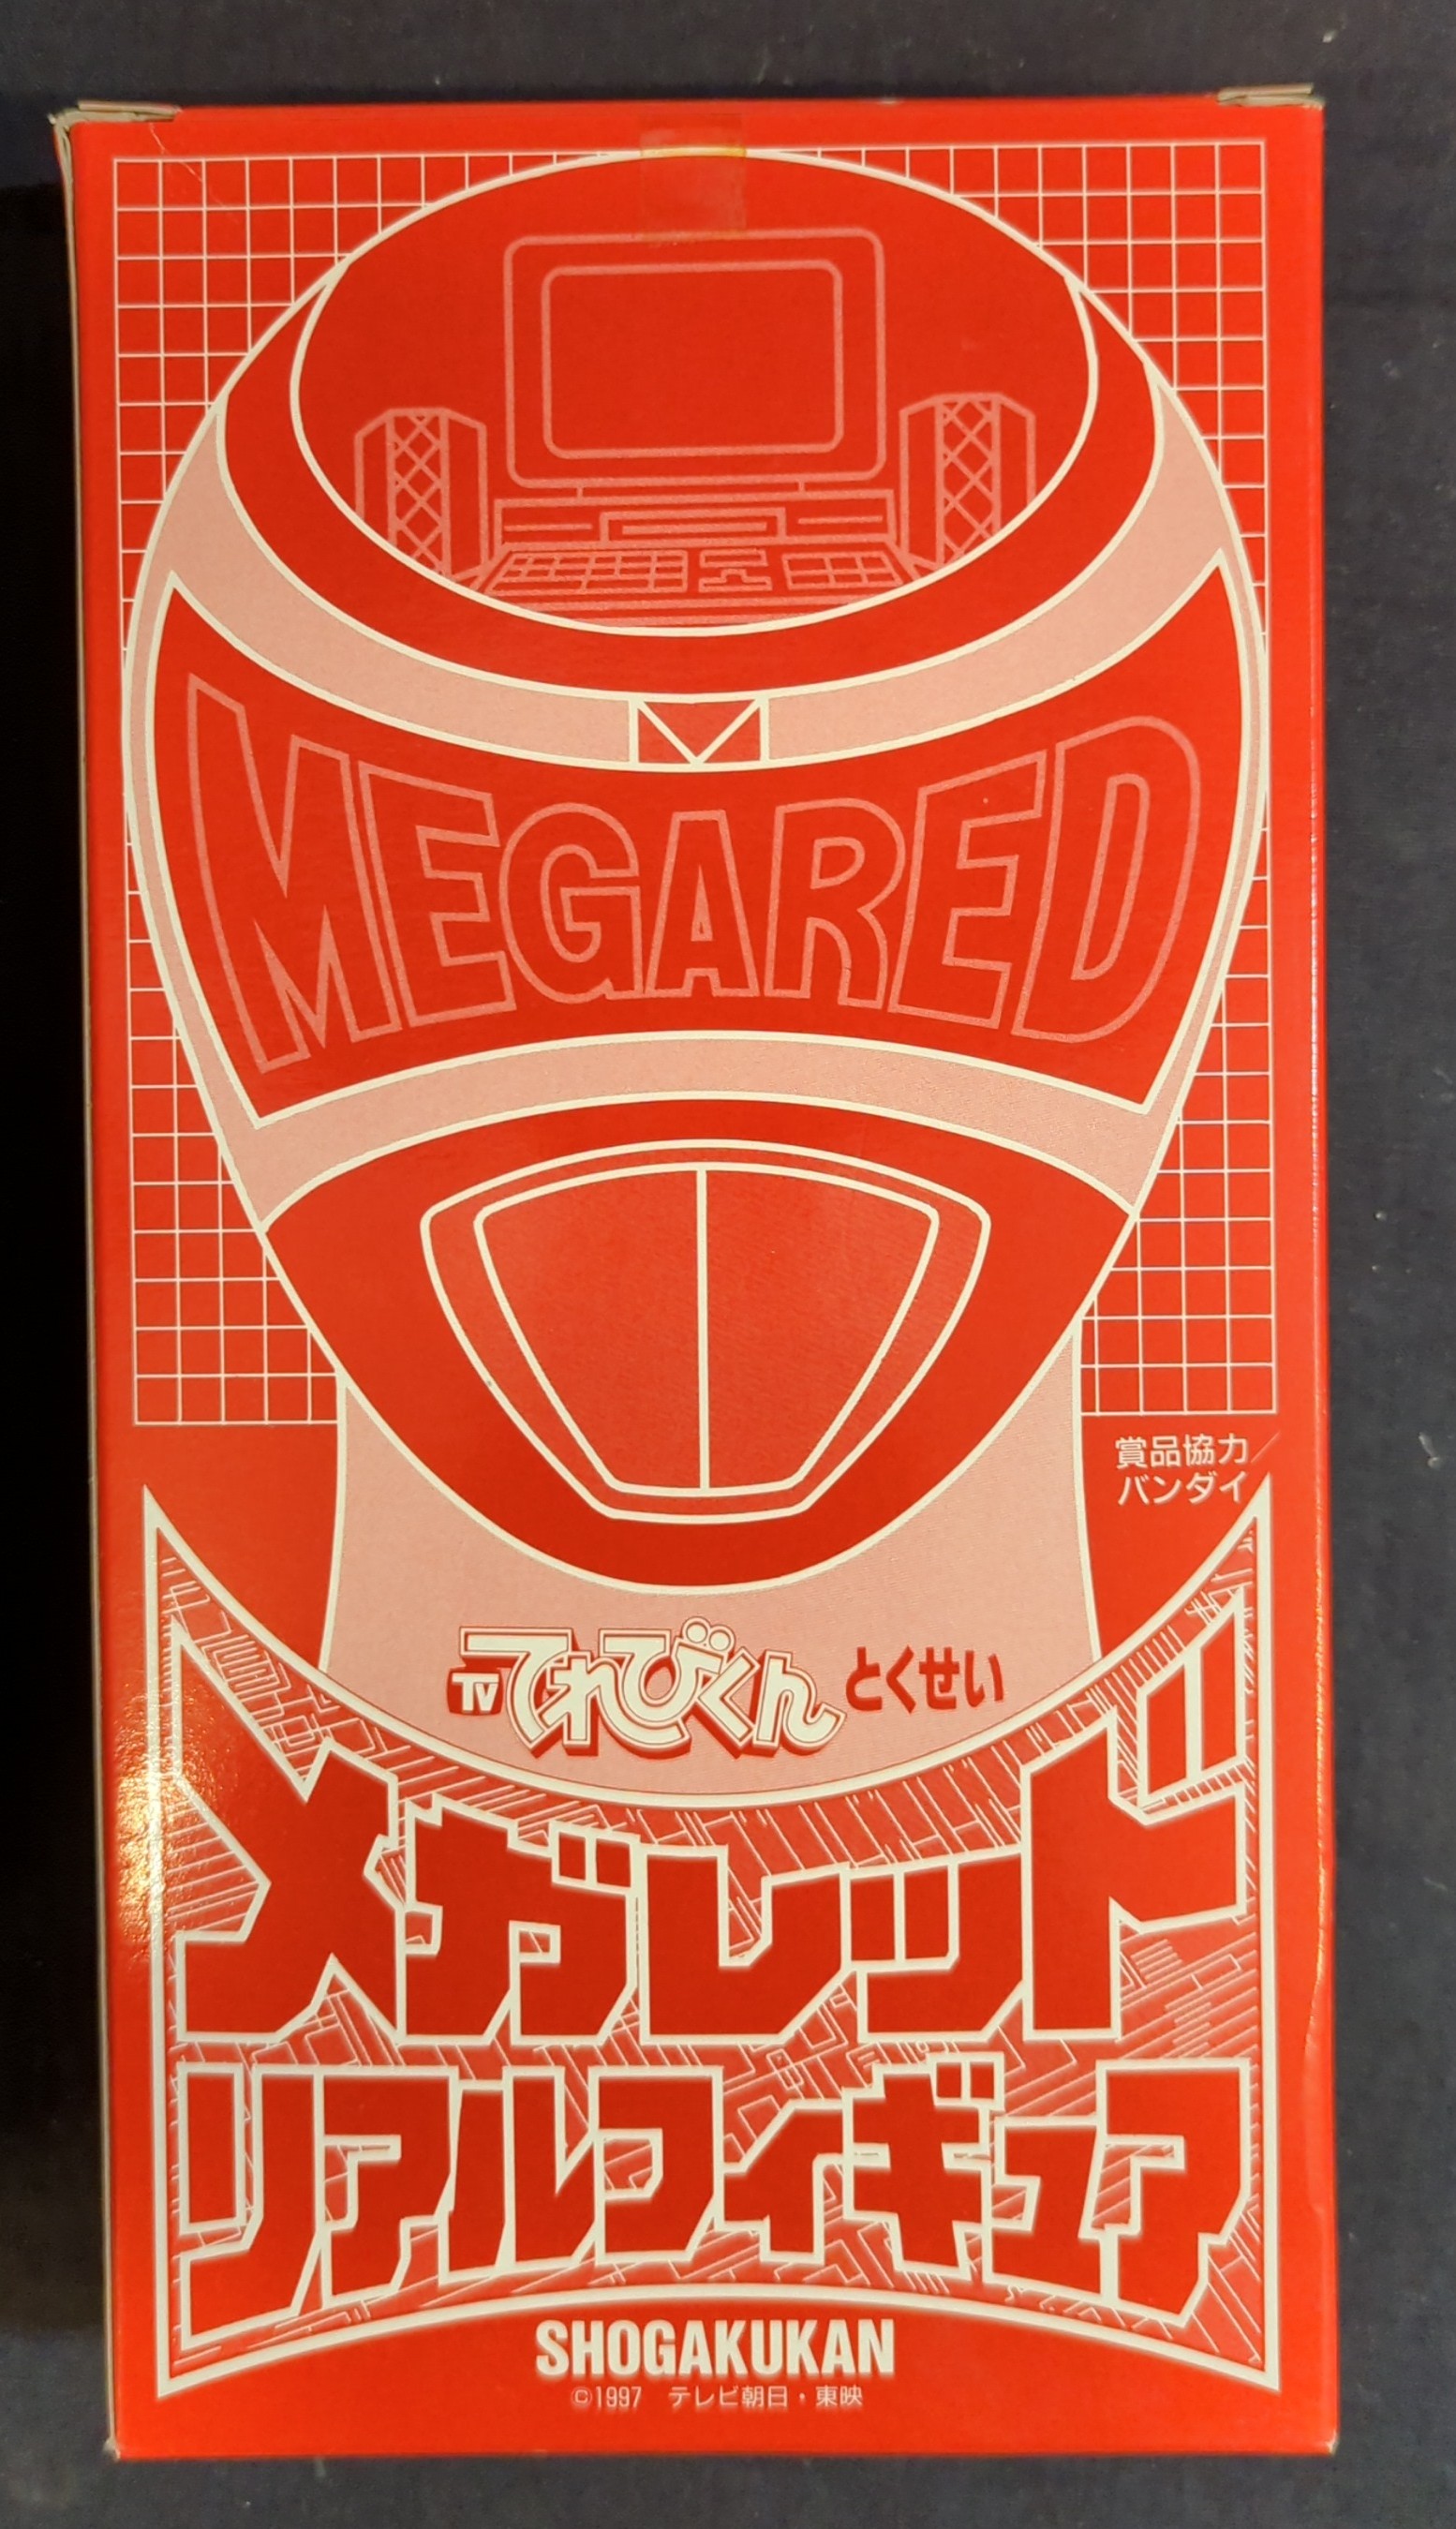 MEGARED
賞品協力/
バンダイ
TVてれびくん とくせい
メガレッド
リアルフィギュア
SHOGAKUKAN
©1997 テレビ朝日・東映